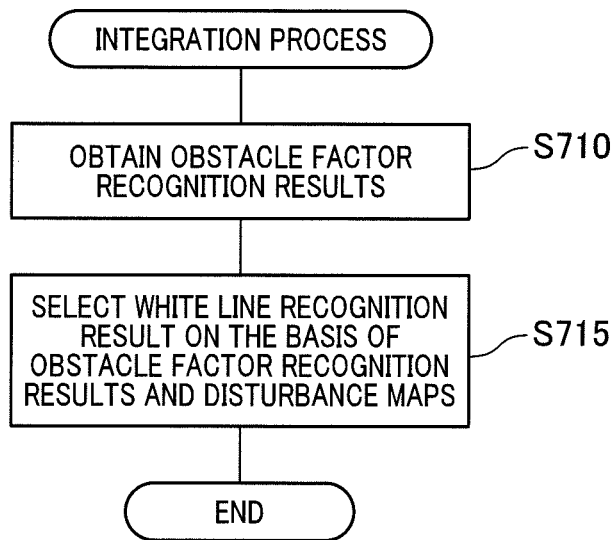 INTEGRATION PROCESS
OBTAIN OBSTACLE FACTOR
RECOGNITION RESULTS
S710
SELECT WHITE LINE RECOGNITION
RESULT ON THE BASIS OF
OBSTACLE FACTOR RECOGNITION
RESULTS AND DISTURBANCE MAPS
S715
END